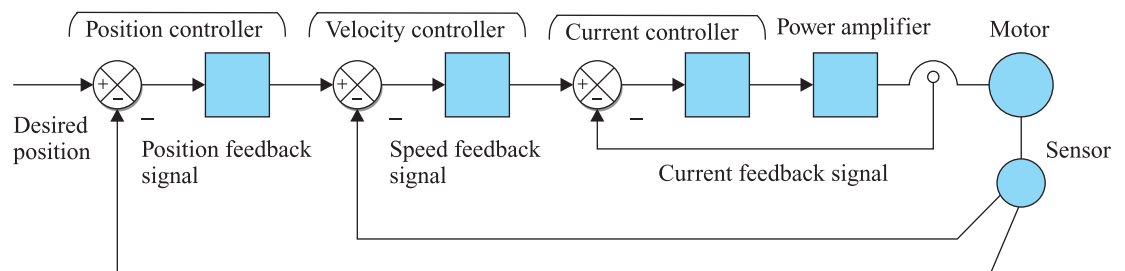 Position controller
Velocity controller
Current controller
Power amplifier
Motor
+
−
+
−
+
−
−
−
−
Desired
position
Position feedback
signal
Speed feedback
signal
Current feedback signal
Sensor